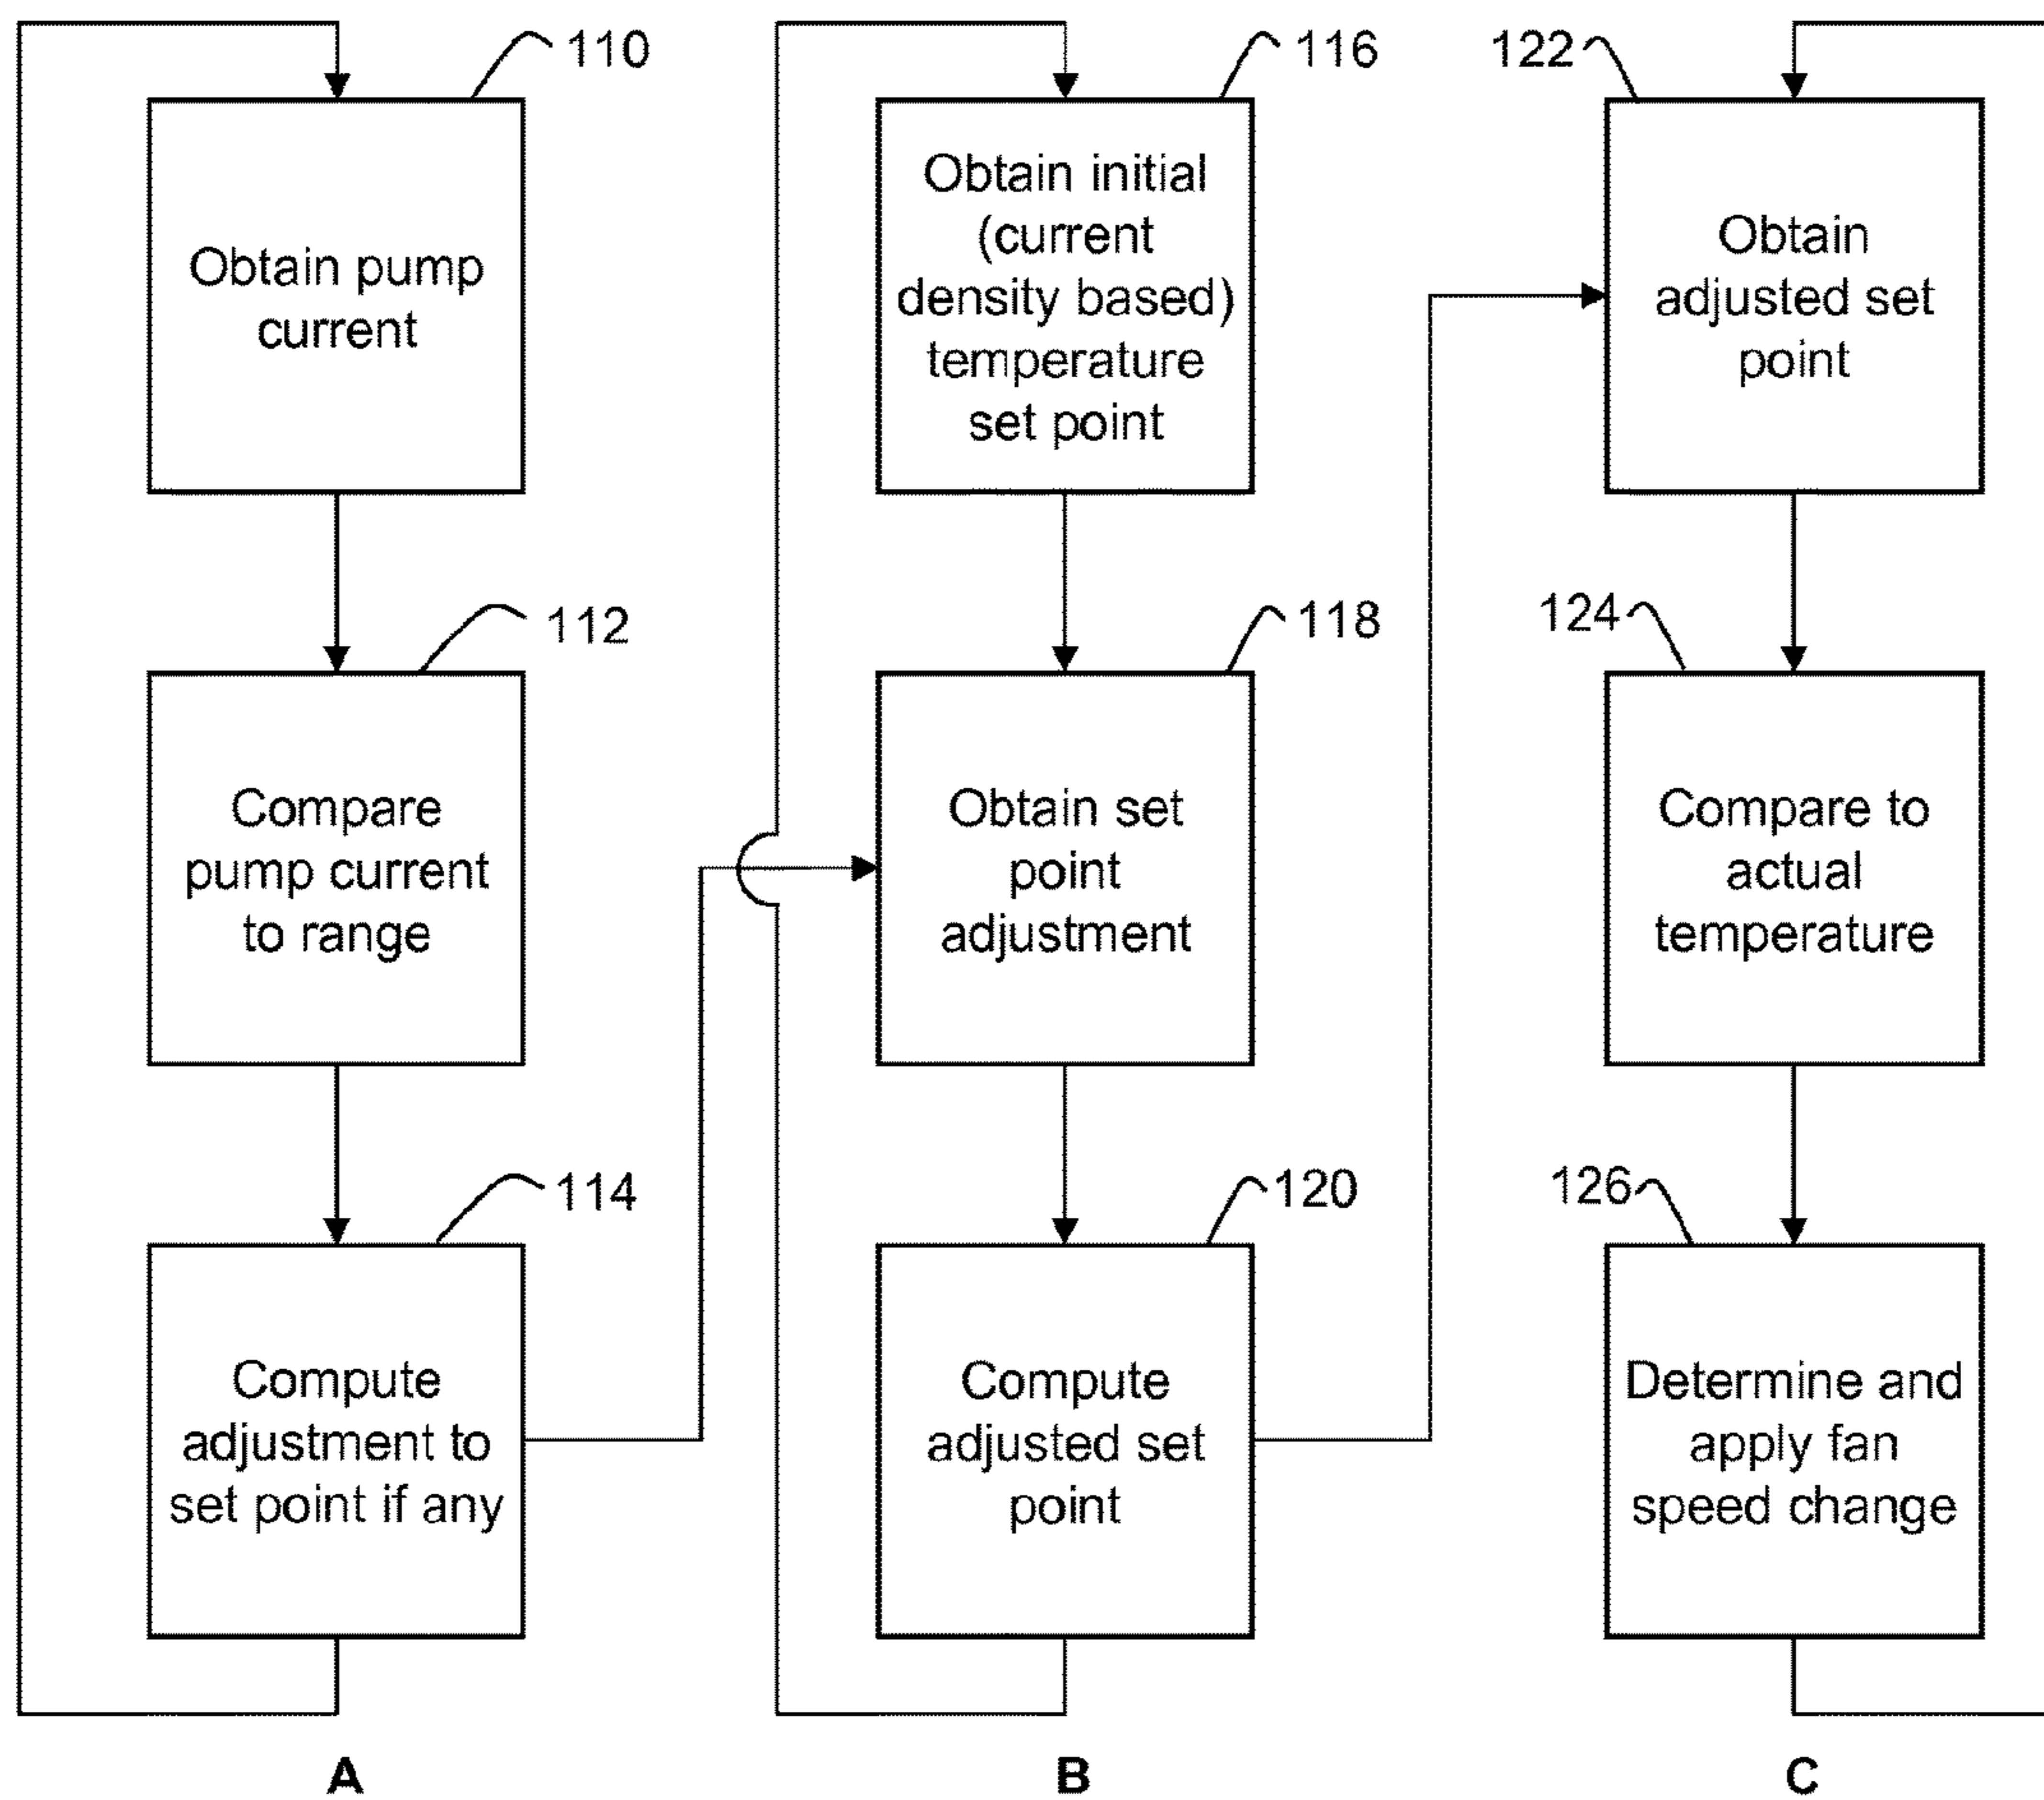 110
Obtain pump
current
112
Compare
pump current
to range
114
Compute
adjustment to
set point if any
A
116
Obtain initial
(current
density based)
temperature
set point
118
Obtain set
point
adjustment
120
Compute
adjusted set
point
B
122
Obtain
adjusted set
point
124
Compare to
actual
temperature
126
Determine and
apply fan
speed change
C